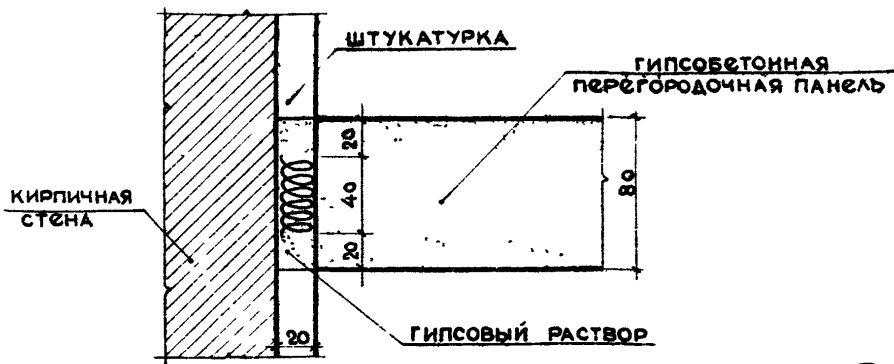 ШТУКАТУРКА
ГИПСОБЕТОННАЯ
ПЕРЕГОРОДОЧНАЯ ПАНЕЛЬ
20
40
20
80
КИРПИЧНАЯ
СТЕНА
20
ГИПСОВЫЙ РАСТВОР